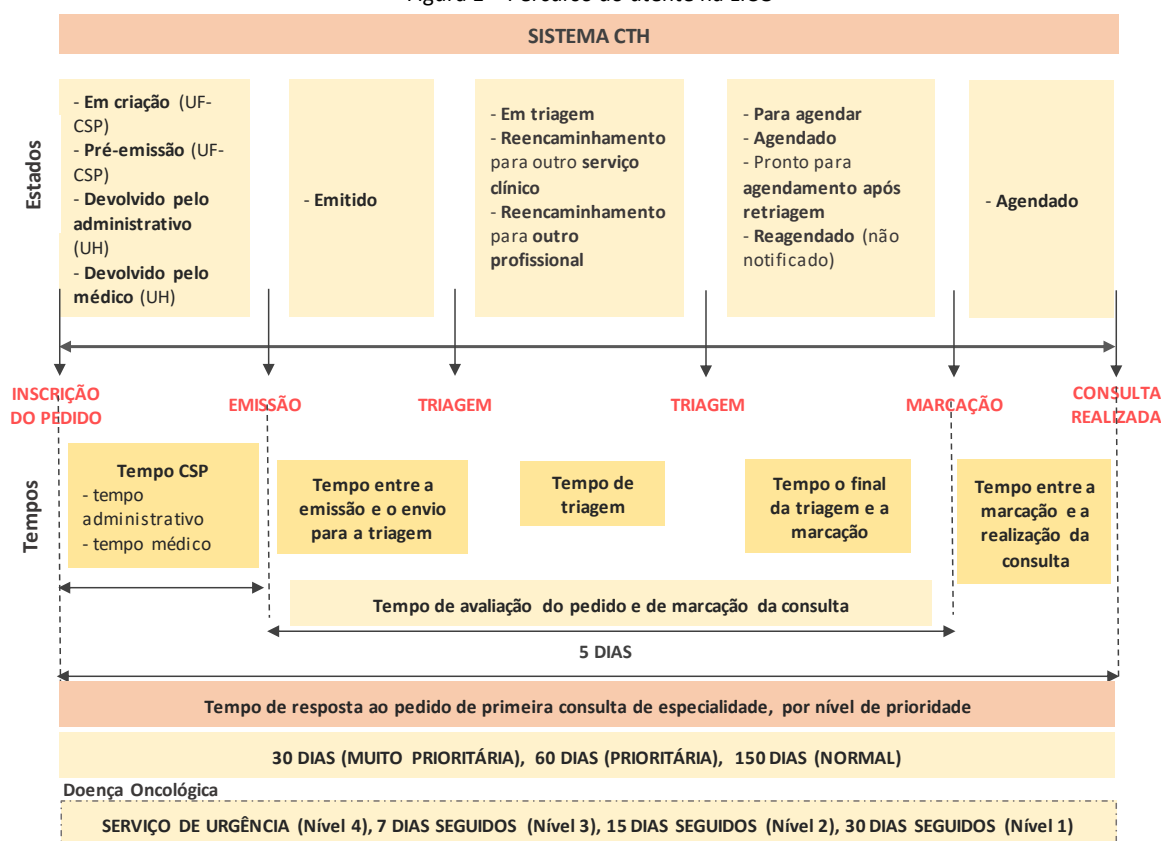 SISTEMA CTH
Estados
- Em criação (UF-
CSP)
- Pré-emissão (UF-
CSP)
- Devolvido pelo
administrativo
(UH)
- Devolvido pelo
médico (UH)
- Emitido
- Em triagem
- Reencaminhamento
para outro serviço
clínico
- Reencaminhamento
para outro
profissional
- Para agendar
- Agendado
- Pronto para
agendamento após
retriagem
- Reagendado (não
notificado)
- Agendado
INSCRIÇÃO
DO PEDIDO
EMISSÃO
TRIAGEM
TRIAGEM
MARCAÇÃO
CONSULTA
REALIZADA
Tempos
Tempo CSP
- tempo
administrativo
- tempo médico
Tempo entre a
emissão e o envio
para a triagem
Tempo de
triagem
Tempo o final
da triagem e a
marcação
Tempo entre a
marcação e a
realização da
consulta
Tempo de avaliação do pedido e de marcação da consulta
5 DIAS
Tempo de resposta ao pedido de primeira consulta de especialidade, por nível de prioridade
30 DIAS (MUITO PRIORITÁRIA), 60 DIAS (PRIORITÁRIA), 150 DIAS (NORMAL)
Doença Oncológica
SERVIÇO DE URGÊNCIA (Nível 4), 7 DIAS SEGUIDOS (Nível 3), 15 DIAS SEGUIDOS (Nível 2), 30 DIAS SEGUIDOS (Nível 1)